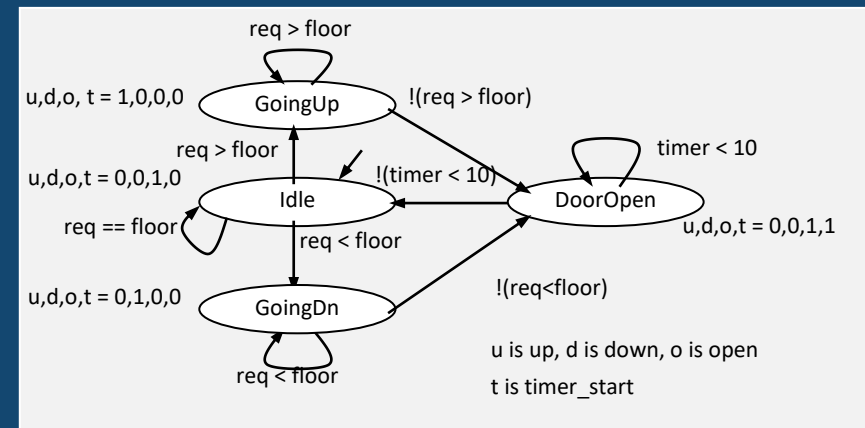 req > floor
u,d,o, t = 1,0,0,0
GoingUp
!(req > floor)
req > floor
timer < 10
u,d,o,t = 0,0,1,0
!(timer < 10)
Idle
DoorOpen
req == floor
u,d,o,t = 0,0,1,1
req < floor
u,d,o,t = 0,1,0,0
GoingDn
!(req<floor)
req < floor
u is up, d is down, o is open
t is timer_start